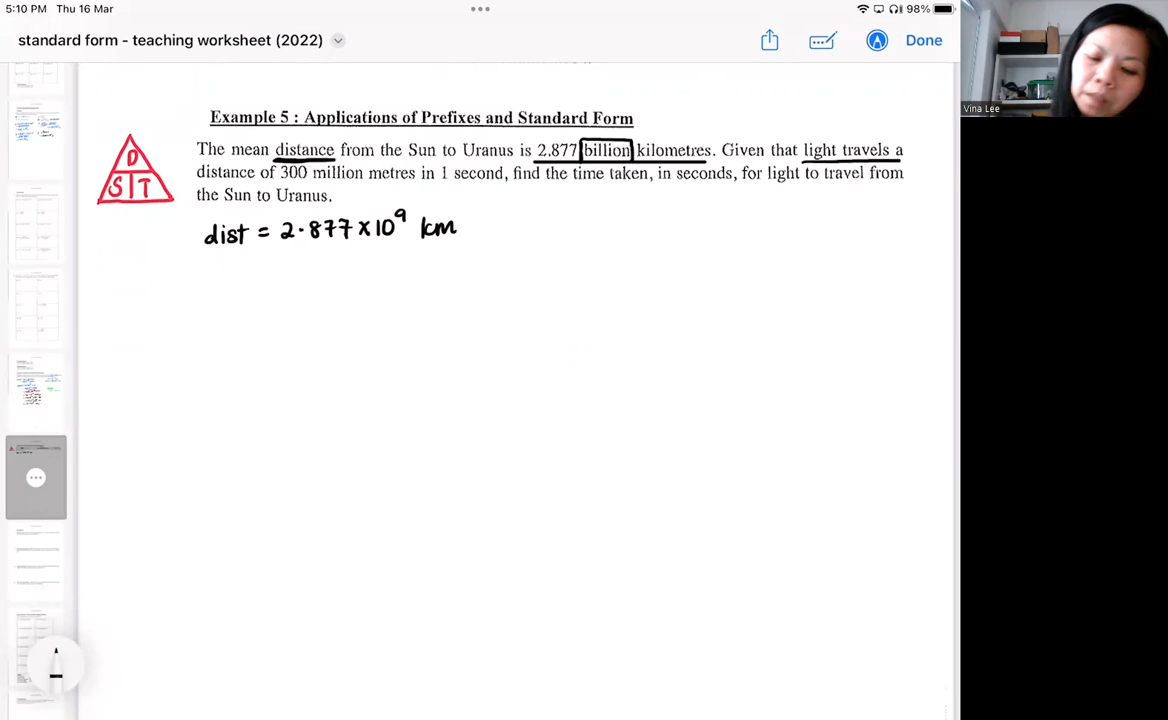 5:10 PM Thu 16 Mar
98%
standard form - teaching worksheet (2022)
Done
Vina Lee
Example 5 : Applications of Prefixes and Standard Form
The mean distance from the Sun to Uranus is 2.877 billion kilometres. Given that light travels a
distance of 300 million metres in 1 second, find the time taken, in seconds, for light to travel from
the Sun to Uranus.
D
S T
dist = 2.877 x 10⁹ km